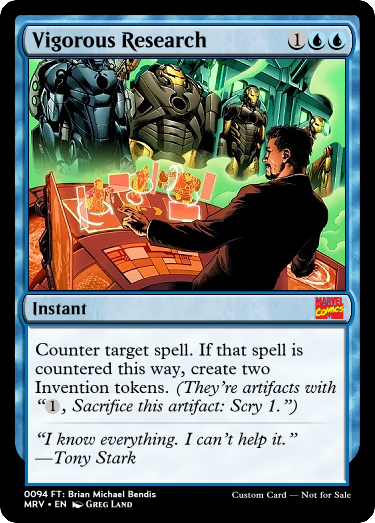 Vigorous Research 1
Instant
MARVEL
COMICS
Counter target spell. If that spell is
countered this way, create two
Invention tokens. (They’re artifacts with
“1, Sacrifice this artifact: Scry 1.”)
“I know everything. I can’t help it.”
—Tony Stark
0094 FT: Brian Michael Bendis
MRV • EN Greg Land
Custom Card — Not for Sale